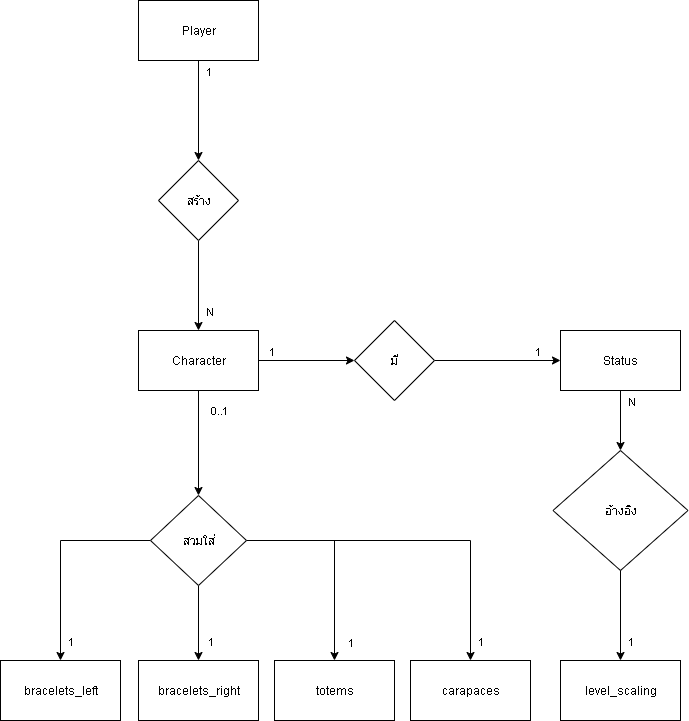 Player
1
สร้าง
N
Character
1
มี
1
Status
0..1
N
สวมใส่
อ้างอิง
1
1
1
1
1
bracelets_left
bracelets_right
totems
carapaces
level_scaling